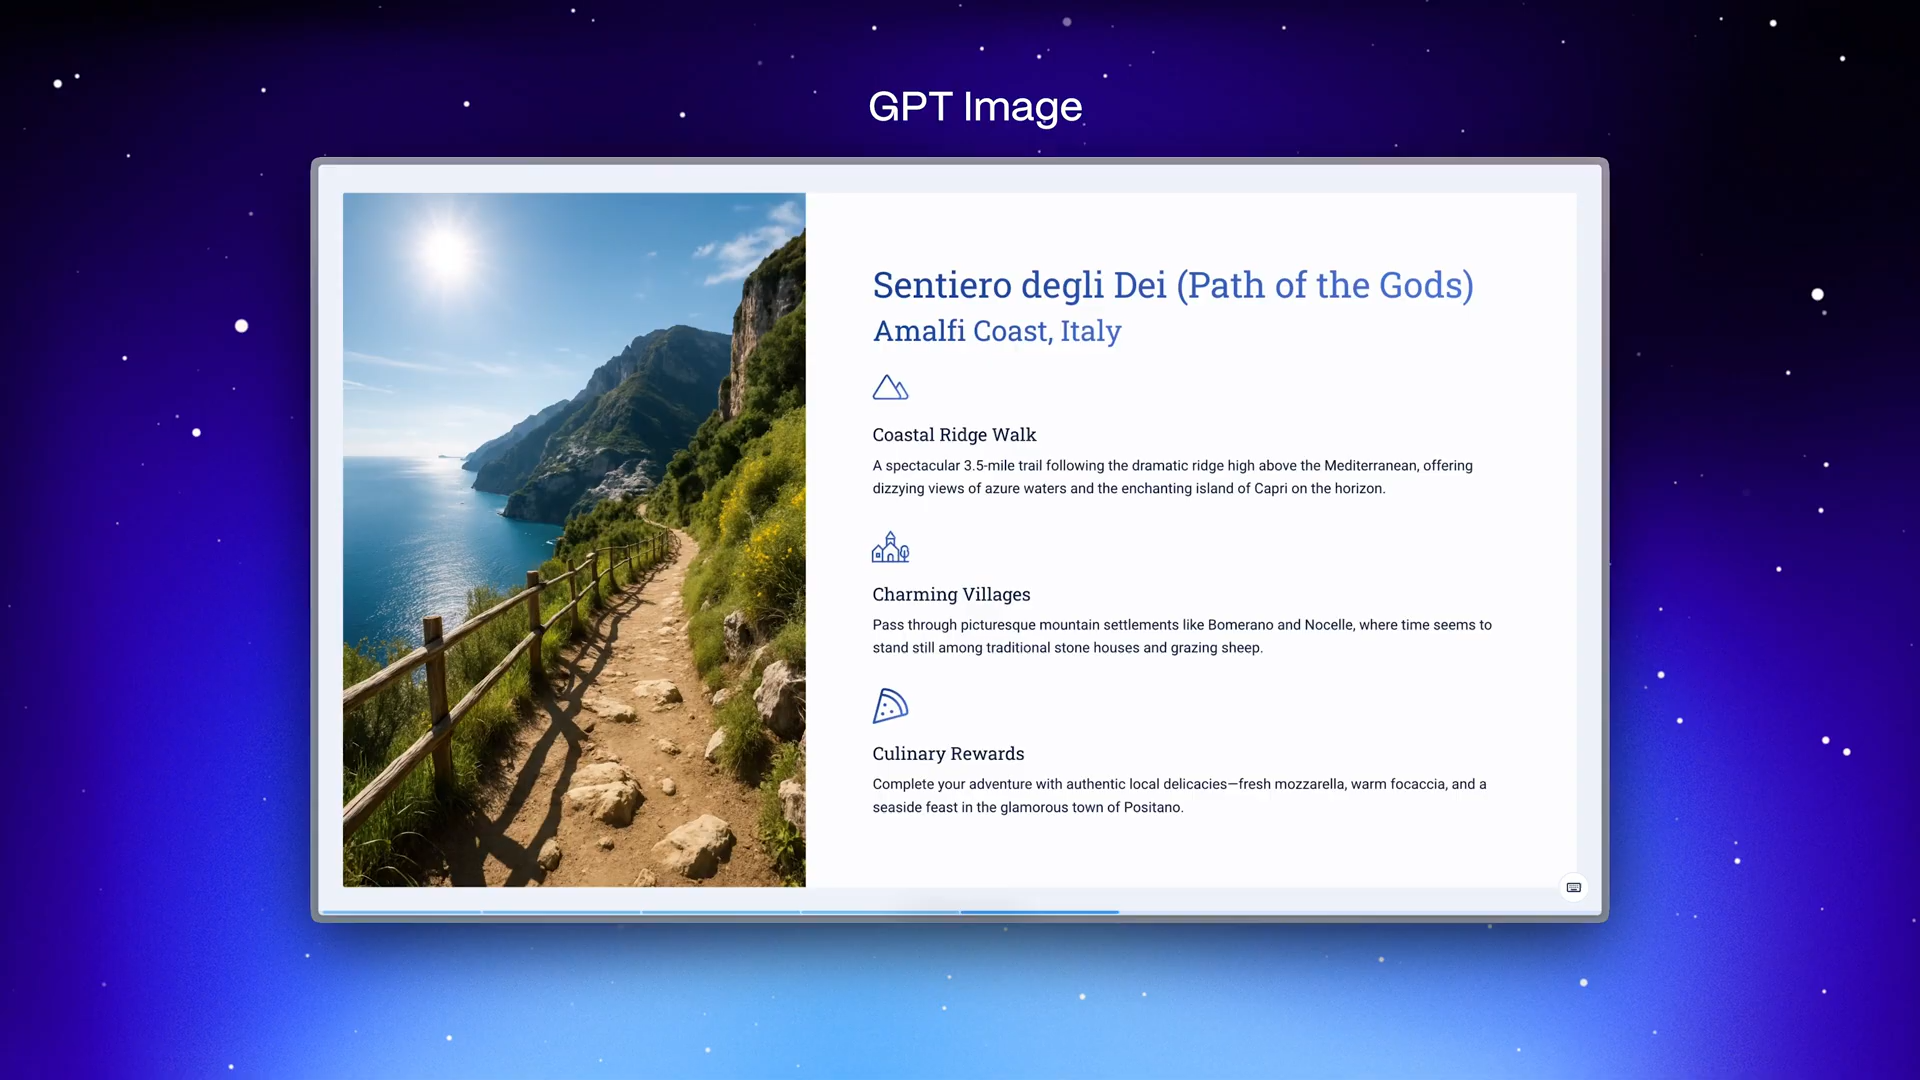 GPT Image
Sentiero degli Dei (Path of the Gods)
Amalfi Coast, Italy
Coastal Ridge Walk
A spectacular 3.5-mile trail following the dramatic ridge high above the Mediterranean, offering
dizzying views of azure waters and the enchanting island of Capri on the horizon.
Charming Villages
Pass through picturesque mountain settlements like Bomerano and Nocelle, where time seems to
stand still among traditional stone houses and grazing sheep.
Culinary Rewards
Complete your adventure with authentic local delicacies—fresh mozzarella, warm focaccia, and a
seaside feast in the glamorous town of Positano.